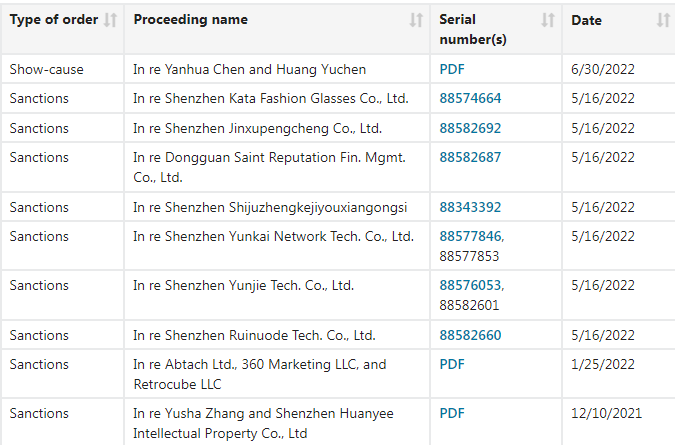 Type of order Proceeding name Serial number(s) Date
Show-cause In re Yanhua Chen and Huang Yuchen PDF 6/30/2022
Sanctions In re Shenzhen Kata Fashion Glasses Co., Ltd. 88574664 5/16/2022
Sanctions In re Shenzhen Jinxupengcheng Co., Ltd. 88582692 5/16/2022
Sanctions In re Dongguan Saint Reputation Fin. Mgmt. 88582687 5/16/2022
Co., Ltd.
Sanctions In re Shenzhen Shijuzhengkejiyouxiangongsi 88343392 5/16/2022
Sanctions In re Shenzhen Yunkai Network Tech. Co., Ltd. 88577846, 5/16/2022
88577853
Sanctions In re Shenzhen Yunjie Tech. Co., Ltd. 88576053, 5/16/2022
88582601
Sanctions In re Shenzhen Ruinuode Tech. Co., Ltd. 88582660 5/16/2022
Sanctions In re Abtach Ltd., 360 Marketing LLC, and PDF 1/25/2022
Retrocube LLC
Sanctions In re Yusha Zhang and Shenzhen Huanyee PDF 12/10/2021
Intellectual Property Co., Ltd